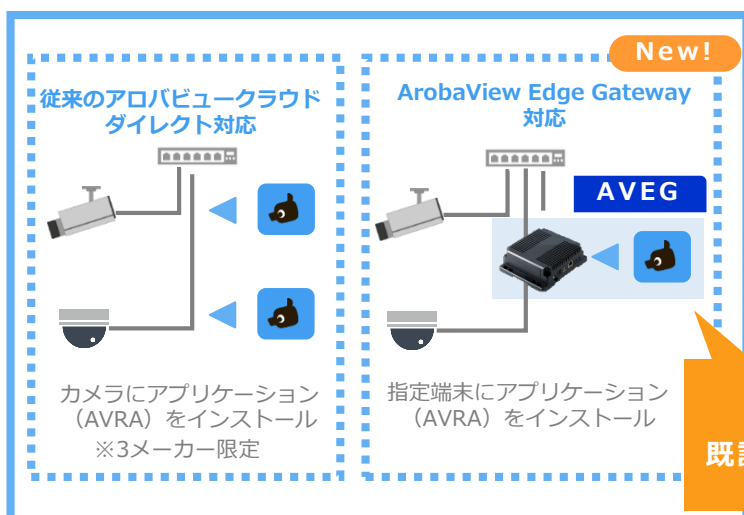 New!
従来のアロバビュークラウド
ダイレクト対応
カメラにアプリケーション
（AVRA）をインストール
※3メーカー限定
ArobaView Edge Gateway
対応
AVEG
指定端末にアプリケーション
（AVRA）をインストール
既